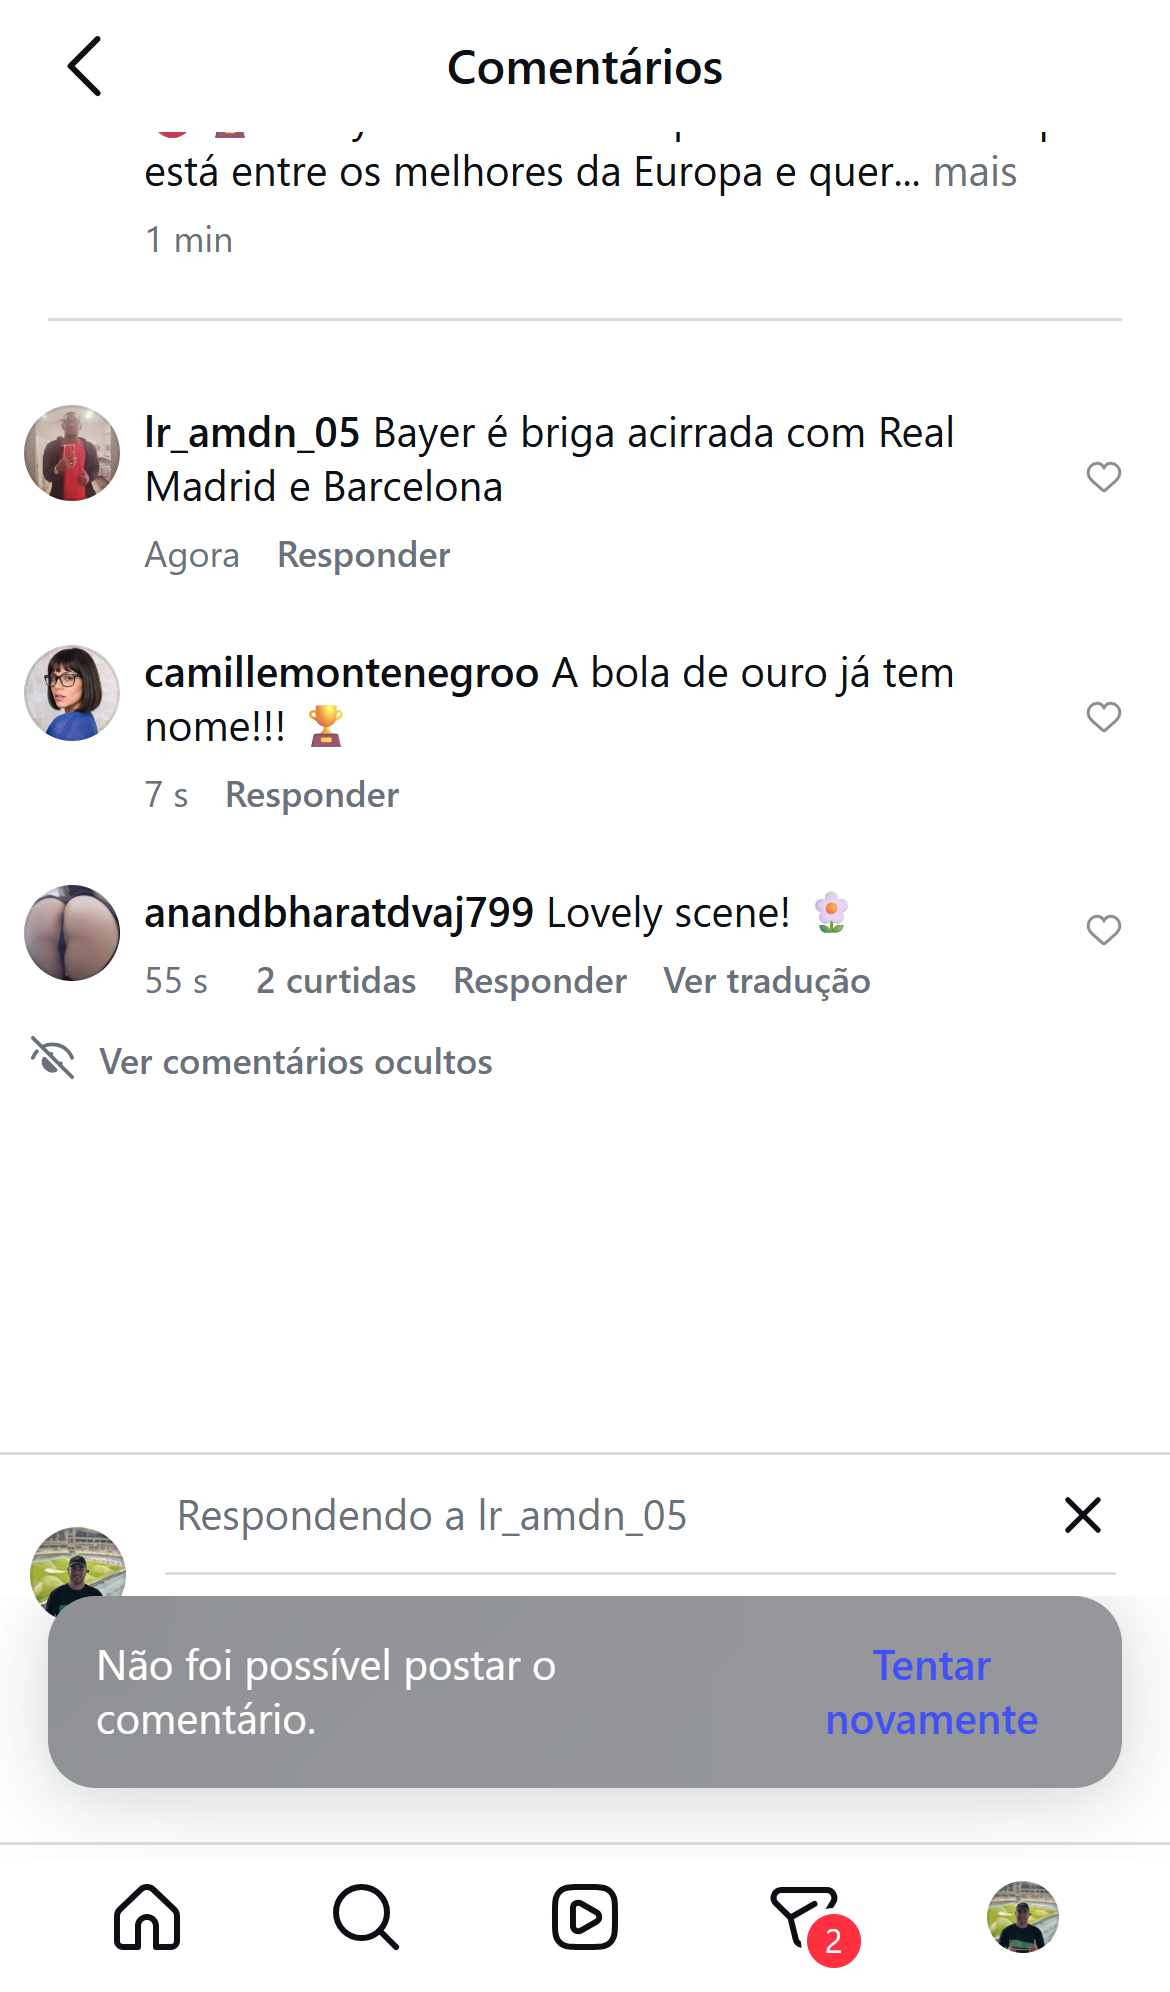 Comentários
está entre os melhores da Europa e quer... mais
1 min
lr_amdn_05 Bayer é briga acirrada com Real
Madrid e Barcelona
Agora Responder
camillemontenegroo A bola de ouro já tem
nome!!! 🏆
7 s Responder
anandbharatdvaj799 Lovely scene! 🌸
55 s 2 curtidas Responder Ver tradução
Ver comentários ocultos
Respondendo a lr_amdn_05
Não foi possível postar o
comentário.
Tentar
novamente
2